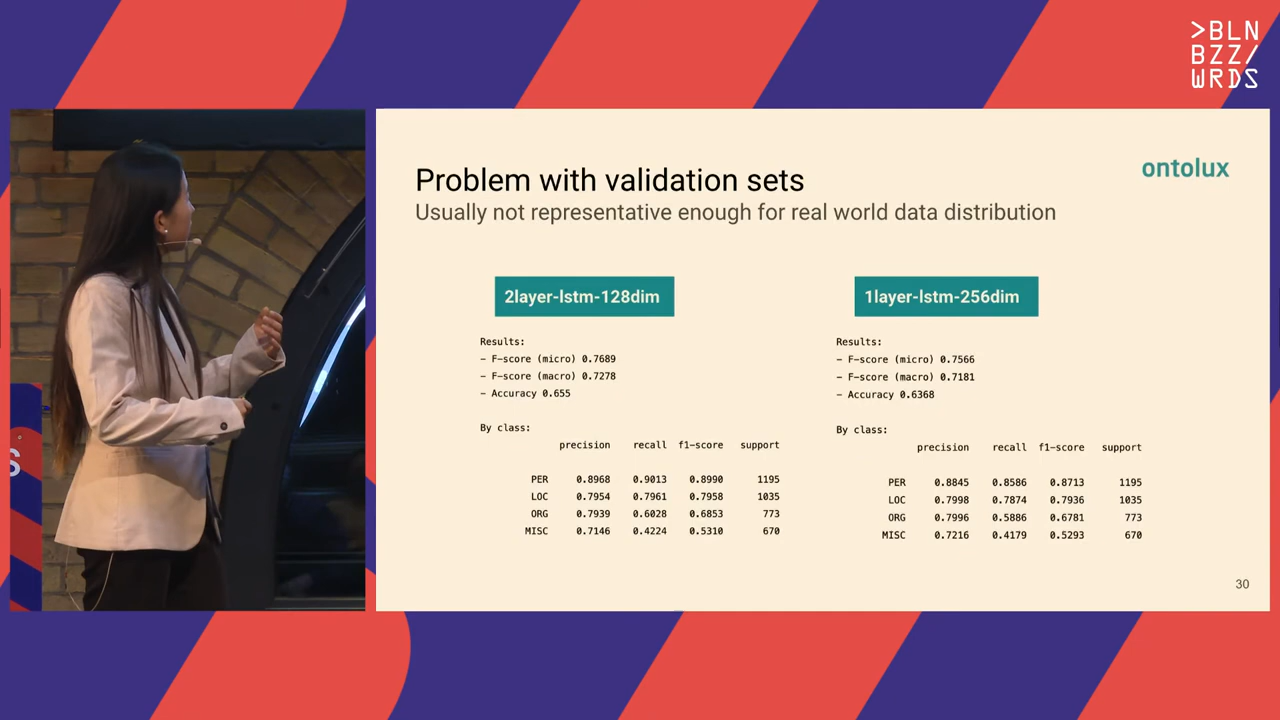 >BLN
BZZ/
WRDS
ontolux
Problem with validation sets
Usually not representative enough for real world data distribution
2layer-lstm-128dim
Results:
- F-score (micro) 0.7689
- F-score (macro) 0.7278
- Accuracy 0.655
By class:
precision recall f1-score support
PER 0.8968 0.9013 0.8990 1195
LOC 0.7954 0.7961 0.7958 1035
ORG 0.7939 0.6028 0.6853 773
MISC 0.7146 0.4224 0.5310 670
1layer-lstm-256dim
Results:
- F-score (micro) 0.7566
- F-score (macro) 0.7181
- Accuracy 0.6368
By class:
precision recall f1-score support
PER 0.8845 0.8586 0.8713 1195
LOC 0.7998 0.7874 0.7936 1035
ORG 0.7996 0.5886 0.6781 773
MISC 0.7216 0.4179 0.5293 670
30
S